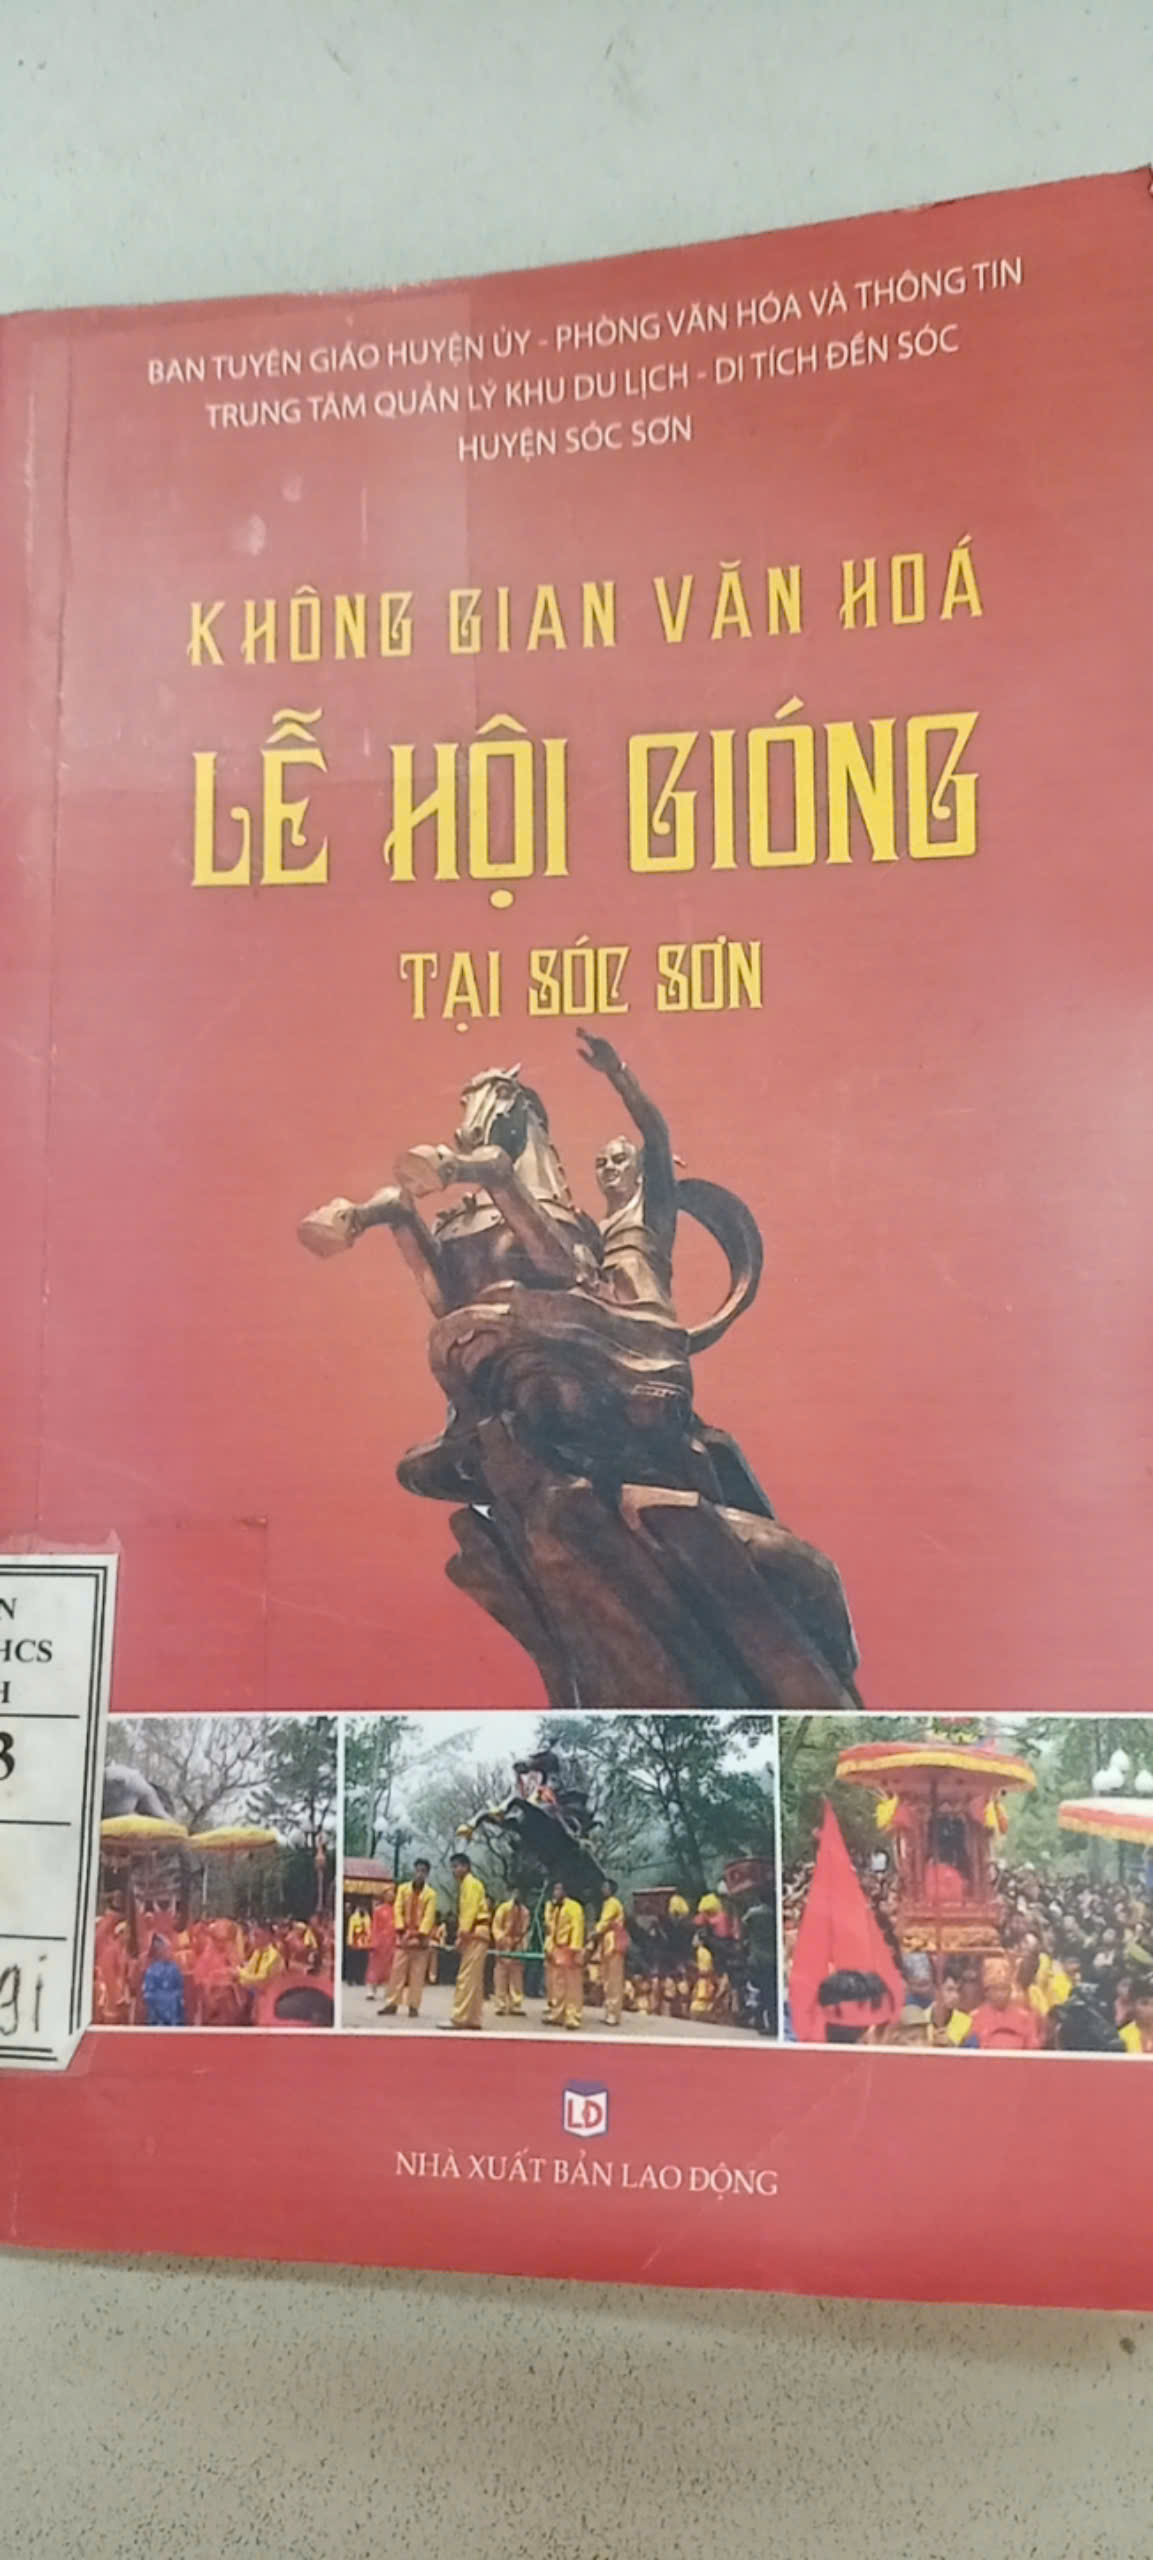 BAN TUYÊN GIÁO HUYỆN ỦY - PHÒNG VĂN HÓA VÀ THÔNG TIN
TRUNG TÂM QUẢN LÝ KHU DU LỊCH - DI TÍCH ĐỀN SÓC
HUYỆN SÓC SƠN
KHÔNG GIAN VĂN HOÁ
LỄ HỘI GIÓNG
TẠI SÓC SƠN
LĐ
NHÀ XUẤT BẢN LAO ĐỘNG